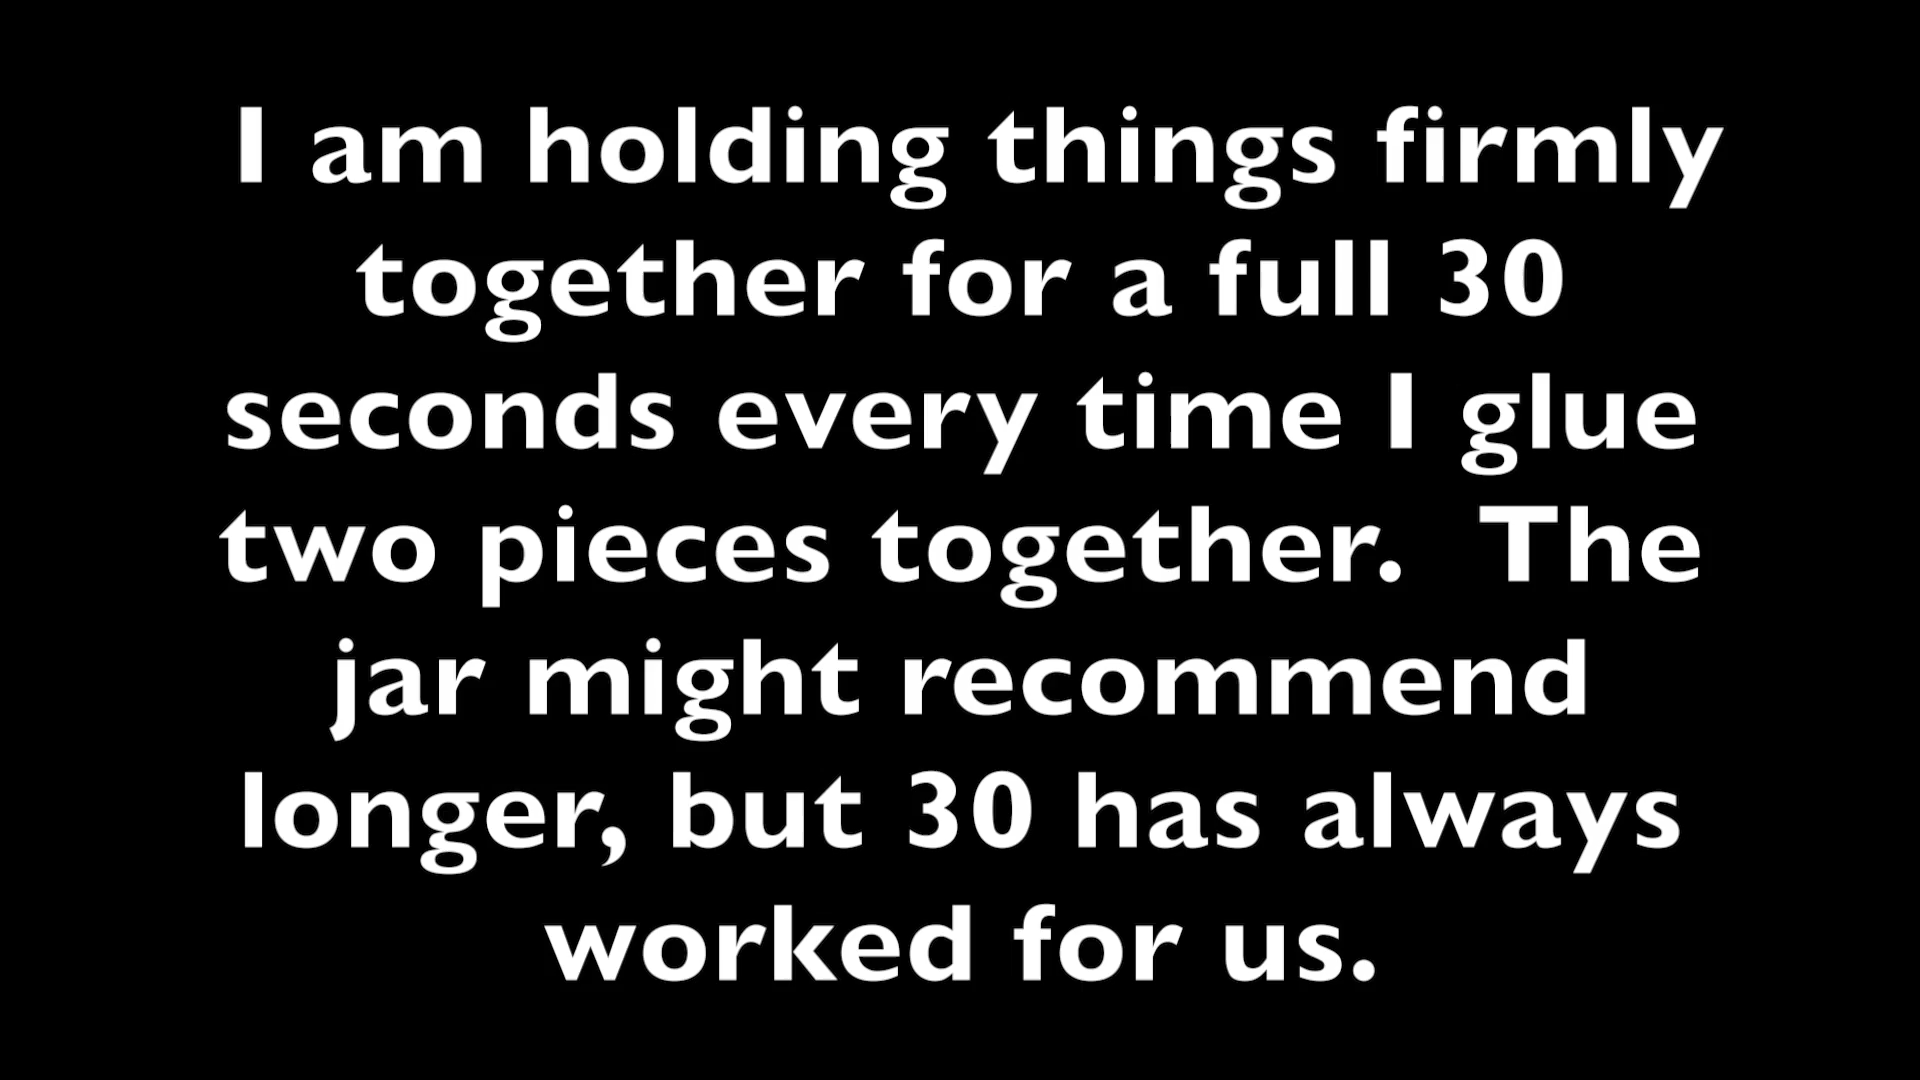 I am holding things firmly
together for a full 30
seconds every time I glue
two pieces together.  The
jar might recommend
longer, but 30 has always
worked for us.